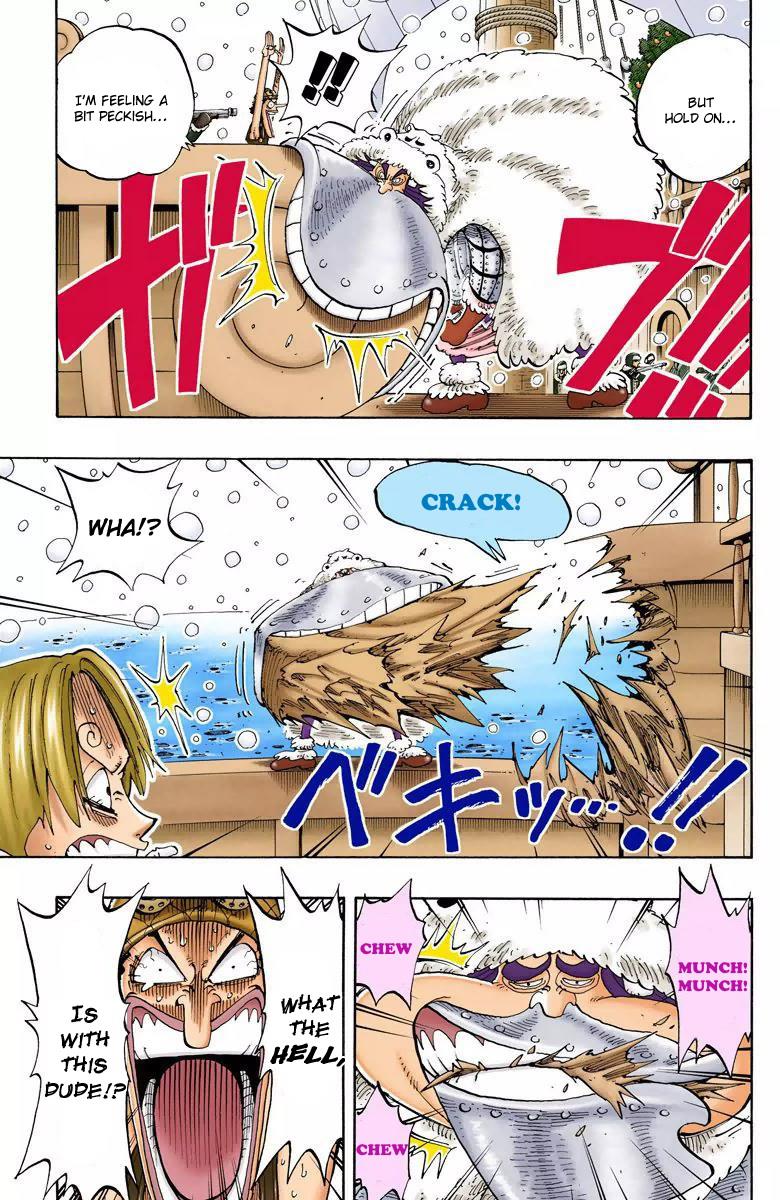 BUT
HOLD ON...
!!
I'M FEELING A
BIT PECKISH...
ガブ!!!
CRACK!
WHA!?
ベキッ…!!
MUNCH!
MUNCH!
CHEW
CHEW
WHAT
THE
HELL,
IS
WITH
THIS
DUDE!?